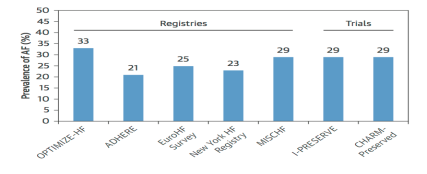 Registries
Trials
Prevalence of AF (%)
50
45
40
35
30
25
20
15
10
5
0
33
21
25
23
29
29
29
OPTIMIZE-HF
ADHERE
EuroHF
Survey
New York HF
Registry
MISCHF
I-PRESERVE
CHARM-
Preserved